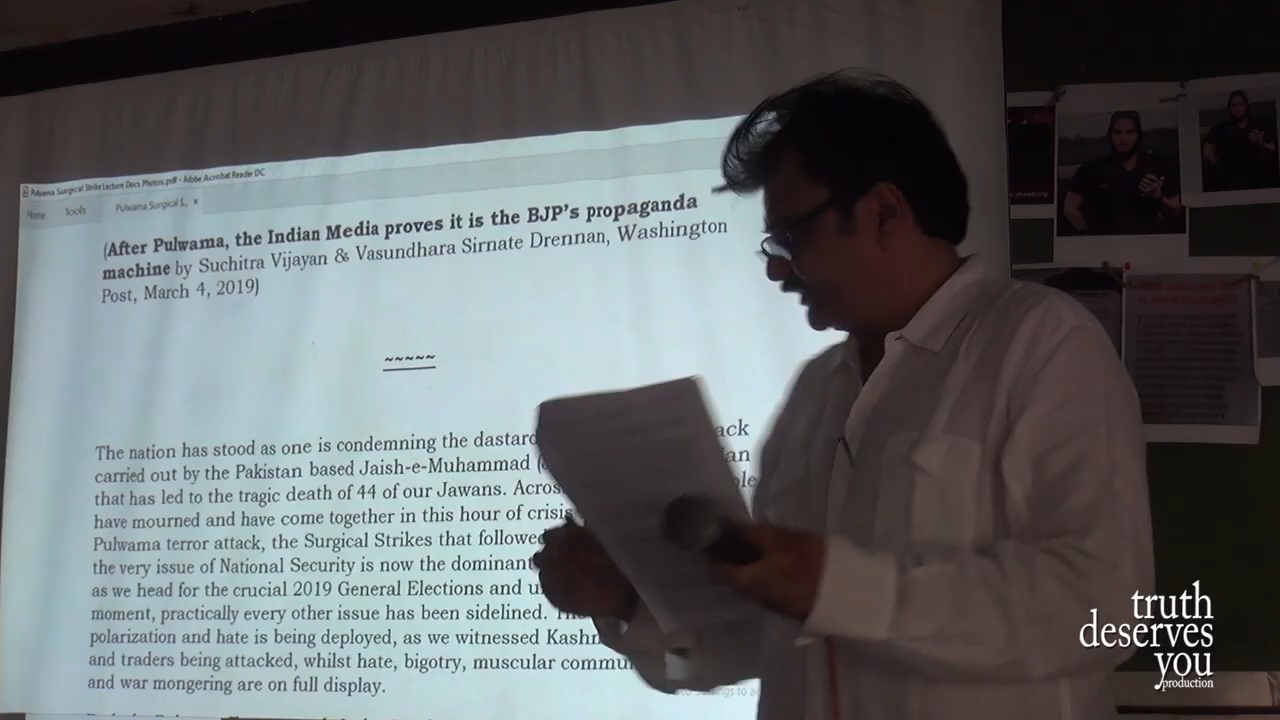 Pulwama Surgical Strike Lecture Docs Photos.pdf - Adobe Acrobat Reader DC
Home Tools Pulwama Surgical S... x
(After Pulwama, the Indian Media proves it is the BJP's propaganda
machine by Suchitra Vijayan & Vasundhara Sirnate Drennan, Washington
Post, March 4, 2019)
~~~~~
The nation has stood as one is condemning the dastard ack
carried out by the Pakistan based Jaish-e-Muhammad ( an
that has led to the tragic death of 44 of our Jawans. Acros ple
have mourned and have come together in this hour of crisis
Pulwama terror attack, the Surgical Strikes that followed
the very issue of National Security is now the dominant
as we head for the crucial 2019 General Elections and u
moment, practically every other issue has been sidelined.
polarization and hate is being deployed, as we witnessed Kashm
and traders being attacked, whilst hate, bigotry, muscular commu
and war mongering are on full display.
meeting
truth
deserves
you
production